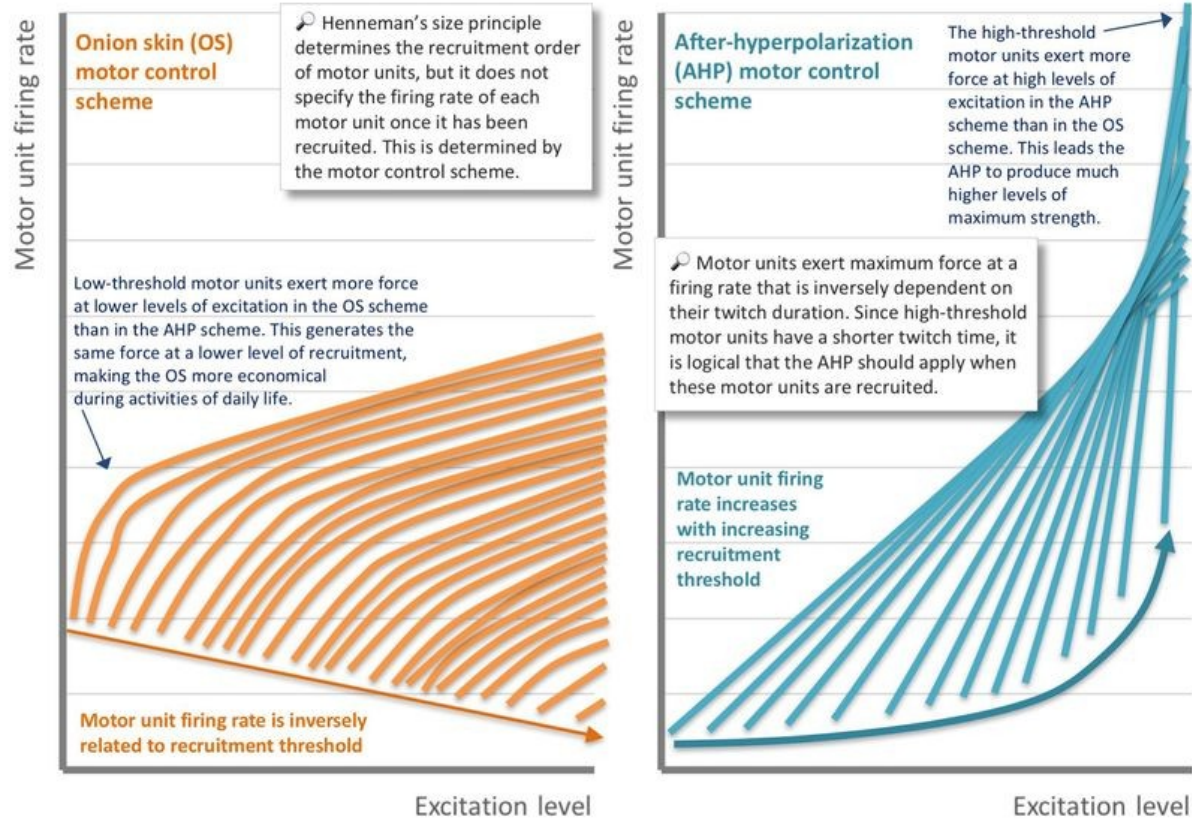 Motor unit firing rate
Onion skin (OS)
motor control
scheme
🔎 Henneman's size principle
determines the recruitment order
of motor units, but it does not
specify the firing rate of each
motor unit once it has been
recruited. This is determined by
the motor control scheme.
Low-threshold motor units exert more force
at lower levels of excitation in the OS scheme
than in the AHP scheme. This generates the
same force at a lower level of recruitment,
making the OS more economical
during activities of daily life.
Motor unit firing rate is inversely
related to recruitment threshold
Excitation level
Motor unit firing rate
After-hyperpolarization
(AHP) motor control
scheme
The high-threshold
motor units exert more
force at high levels of
excitation in the AHP
scheme than in the OS
scheme. This leads the
AHP to produce much
higher levels of
maximum strength.
🔎 Motor units exert maximum force at a
firing rate that is inversely dependent on
their twitch duration. Since high-threshold
motor units have a shorter twitch time, it
is logical that the AHP should apply when
these motor units are recruited.
Motor unit firing
rate increases
with increasing
recruitment
threshold
Excitation level